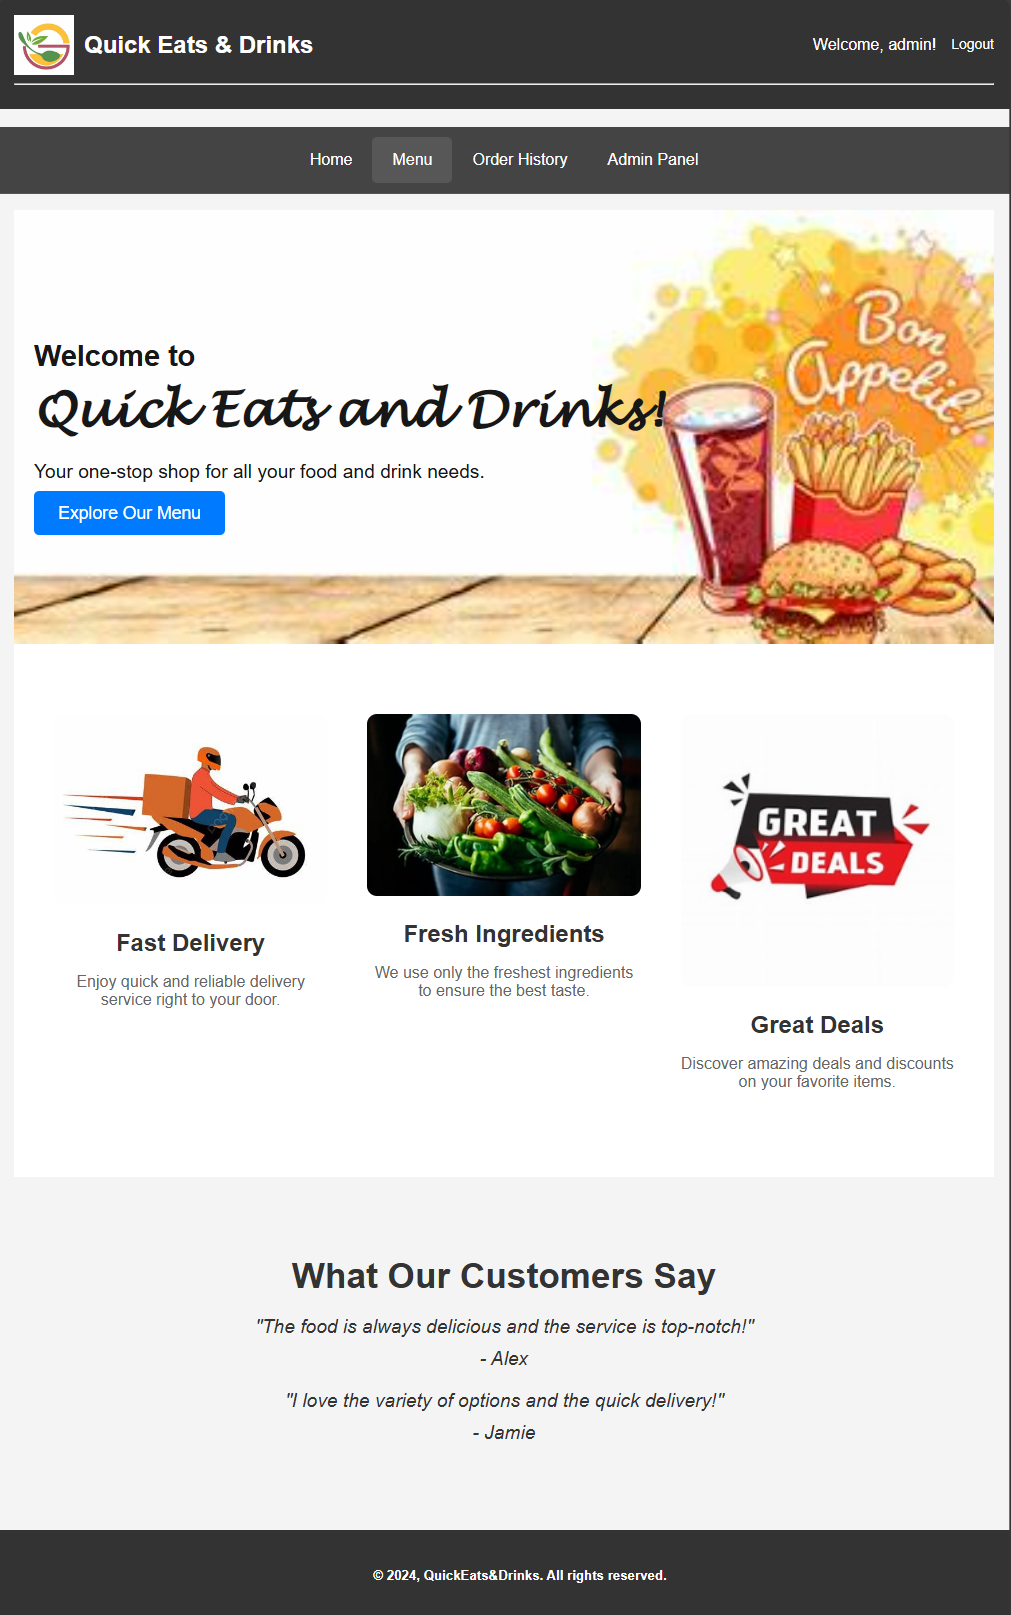 Quick Eats & Drinks
Welcome, admin!
Logout
Home
Menu
Order History
Admin Panel
Bon
Appetit!
Welcome to
Quick Eats and Drinks!
Your one-stop shop for all your food and drink needs.
Explore Our Menu
GREAT
DEALS
Fast Delivery
Enjoy quick and reliable delivery
service right to your door.
Fresh Ingredients
We use only the freshest ingredients
to ensure the best taste.
Great Deals
Discover amazing deals and discounts
on your favorite items.
What Our Customers Say
"The food is always delicious and the service is top-notch!"
- Alex
"I love the variety of options and the quick delivery!"
- Jamie
© 2024, QuickEats&Drinks. All rights reserved.